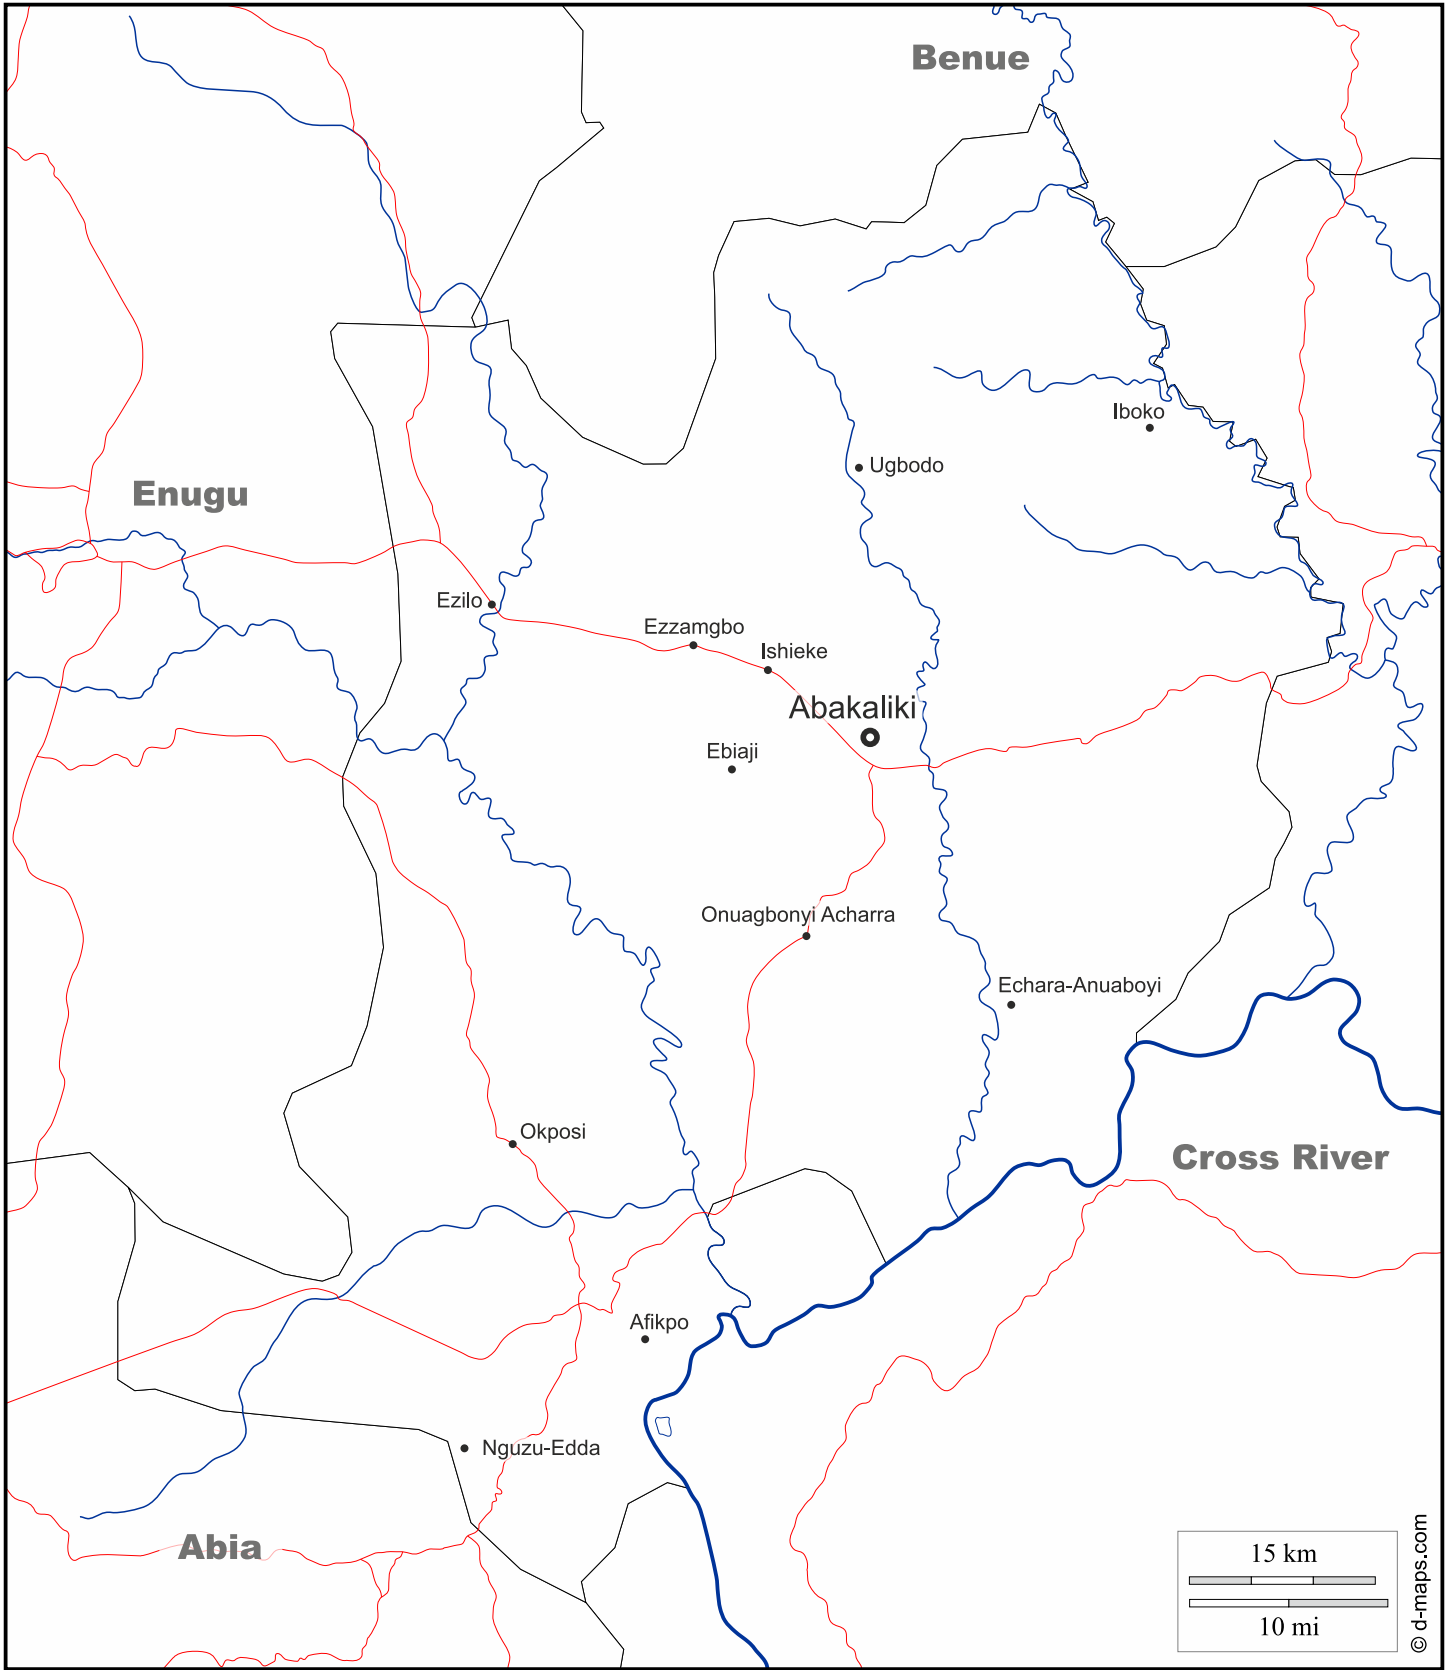 Benue
Iboko
Ugbodo
Enugu
Ezilo
Ezzamgbo
Ishieke
Abakaliki
Ebiaji
Onuagbonyi Acharra
Echara-Anuaboyi
Okposi
Cross River
Afikpo
Nguzu-Edda
Abia
15 km
10 mi
© d-maps.com